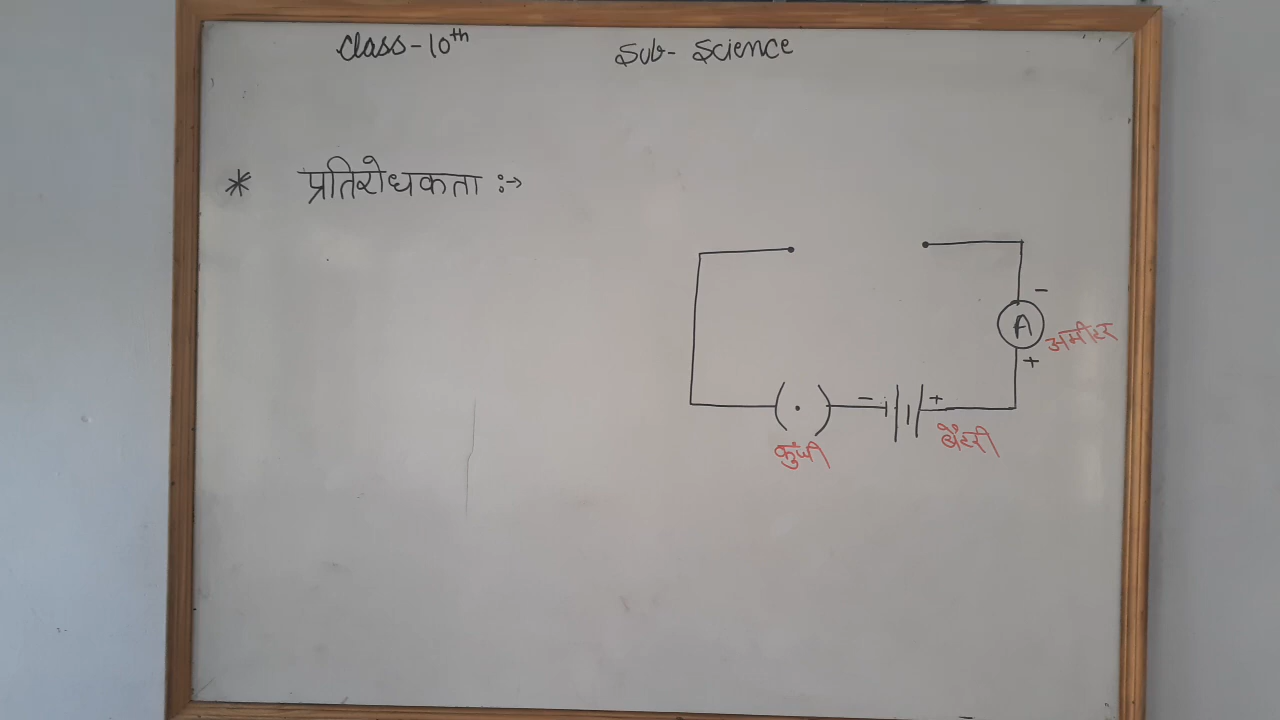 Class-10th Sub- Science
* प्रतिरोधकता :->
-
A अमीटर
+
- +
कुंजी बैटरी